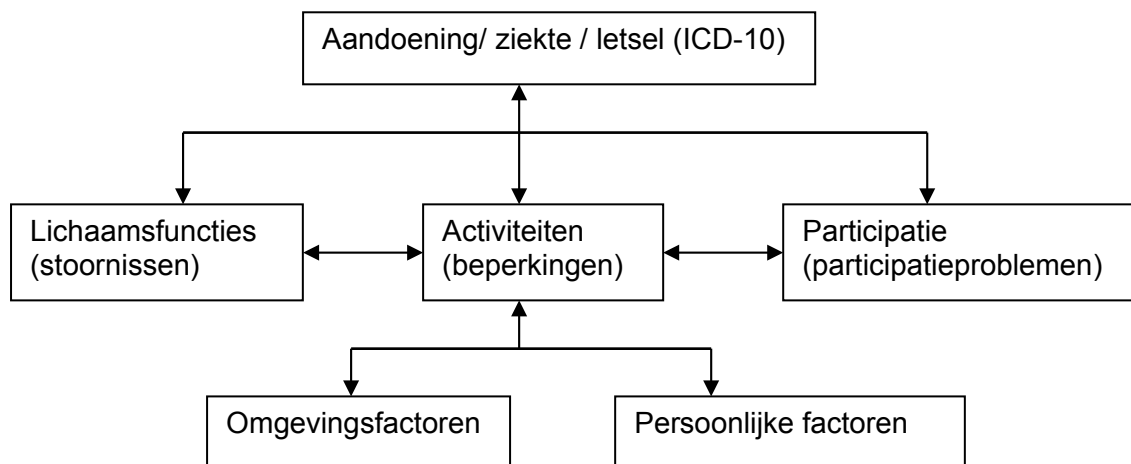 Aandoening/ ziekte / letsel (ICD-10)
Lichaamsfuncties
(stoornissen)
Activiteiten
(beperkingen)
Participatie
(participatieproblemen)
Omgevingsfactoren
Persoonlijke factoren